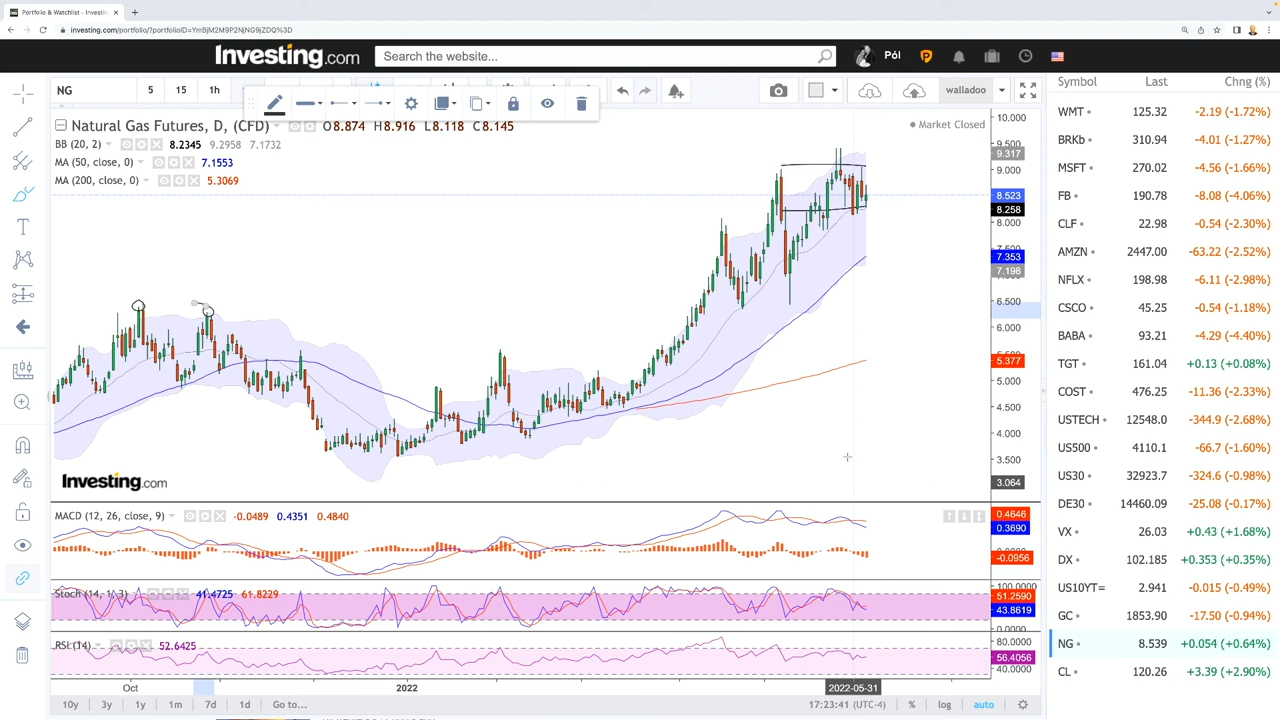 Portfolio & Watchlist - Investin
investing.com/portfolio/?portfolioID=YmBjM2M9P2NjNG9jZDQ%3D
Investing.com Search the website... Pól
NG 5 15 1h walladoo
Symbol Last Chng (%)
Natural Gas Futures, D, (CFD) O8.874 H8.916 L8.118 C8.145
Market Closed
BB (20, 2) 8.2345 9.2958 7.1732
MA (50, close, 0) 7.1553
MA (200, close, 0) 5.3069
10.000
9.500
9.317
9.000
8.523
8.258
8.000
7.353
7.198
6.500
6.000
5.377
5.000
4.500
4.000
3.500
3.064
Investing.com
MACD (12, 26, close, 9) -0.0489 0.4351 0.4840
0.4646
0.3690
-0.0956
Stoch (14, 1, 3) 41.4725 61.8229
100.0000
51.2590
43.8619
0.0000
RSI (14) 52.6425
80.0000
56.4056
40.0000
Oct 2022 2022-05-31
10y 3y 1y 1m 7d 1d Go to... 17:23:41 (UTC-4) % log auto
WMT 125.32 -2.19 (-1.72%)
BRKb 310.94 -4.01 (-1.27%)
MSFT 270.02 -4.56 (-1.66%)
FB 190.78 -8.08 (-4.06%)
CLF 22.98 -0.54 (-2.30%)
AMZN 2447.00 -63.22 (-2.52%)
NFLX 198.98 -6.11 (-2.98%)
CSCO 45.25 -0.54 (-1.18%)
BABA 93.21 -4.29 (-4.40%)
TGT 161.04 +0.13 (+0.08%)
COST 476.25 -11.36 (-2.33%)
USTECH 12548.0 -344.9 (-2.68%)
US500 4110.1 -66.7 (-1.60%)
US30 32923.7 -324.6 (-0.98%)
DE30 14460.09 -25.08 (-0.17%)
VX 26.03 +0.43 (+1.68%)
DX 102.185 +0.353 (+0.35%)
US10YT= 2.941 -0.015 (-0.49%)
GC 1853.90 -17.50 (-0.94%)
NG 8.539 +0.054 (+0.64%)
CL 120.26 +3.39 (+2.90%)